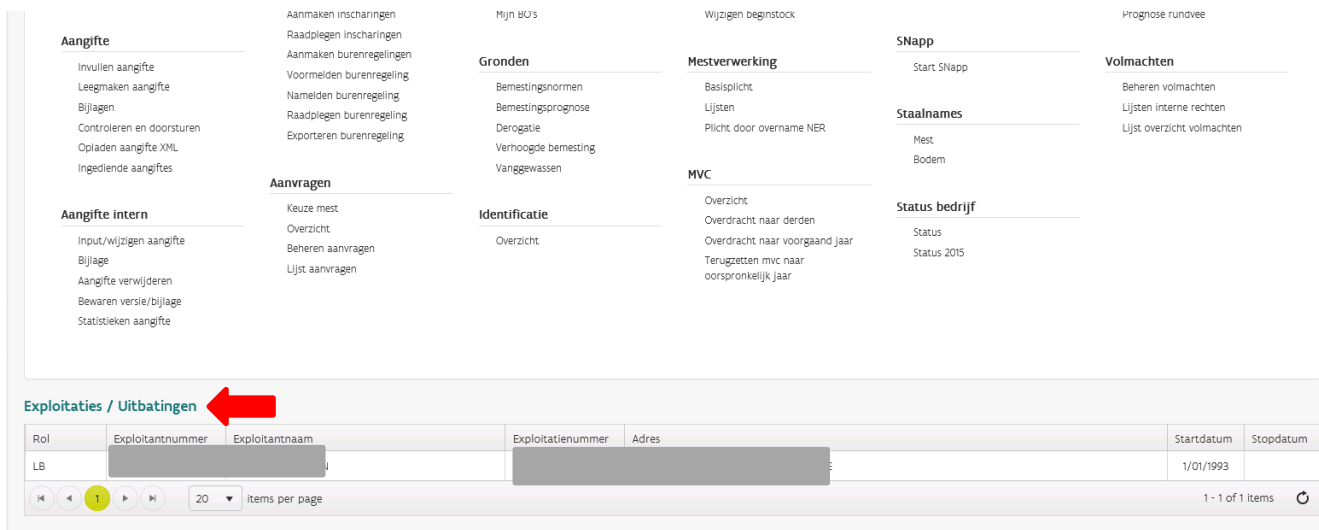 Aanmaken inscharingen
Raadplegen inscharingen
Aanmaken burenregelingen
Voormelden burenregeling
Namelden burenregeling
Raadplegen burenregeling
Exporteren burenregeling
Mijn BO's
Wijzigen beginstock
Prognose rundvee
Aangifte
Invullen aangifte
Leegmaken aangifte
Bijlagen
Controleren en doorsturen
Opladen aangifte XML
Ingediende aangiftes
Aangifte intern
Input/wijzigen aangifte
Bijlage
Aangifte verwijderen
Bewaren versie/bijlage
Statistieken aangifte
Aanvragen
Keuze mest
Overzicht
Beheren aanvragen
Lijst aanvragen
Gronden
Bemestingsnormen
Bemestingsprognose
Derogatie
Verhoogde bemesting
Vanggewassen
Identificatie
Overzicht
Mestverwerking
Basisplicht
Lijsten
Plicht door overname NER
MVC
Overzicht
Overdracht naar derden
Overdracht naar voorgaand jaar
Terugzetten mvc naar
oorspronkelijk jaar
SNapp
Start SNapp
Staalnames
Mest
Bodem
Status bedrijf
Status
Status 2015
Volmachten
Beheren volmachten
Lijsten interne rechten
Lijst overzicht volmachten
Exploitaties / Uitbatingen
Rol Exploitantnummer Exploitantnaam Exploitatienummer Adres Startdatum Stopdatum
LB 1/01/1993
1 20 items per page 1 - 1 of 1 items